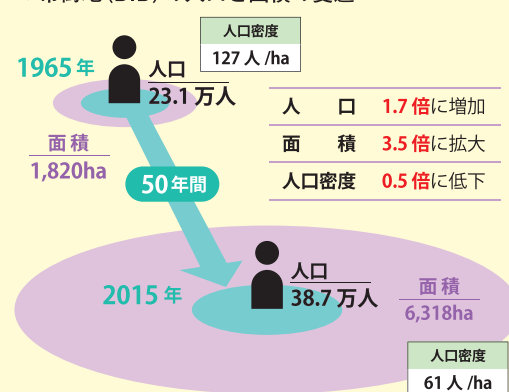 人口密度
127 人 /ha
1965 年
人口
23.1 万人
面積
1,820ha
人口 1.7 倍に増加
面積 3.5 倍に拡大
人口密度 0.5 倍に低下
50 年間
2015 年
人口
38.7 万人
面積
6,318ha
人口密度
61 人 /ha